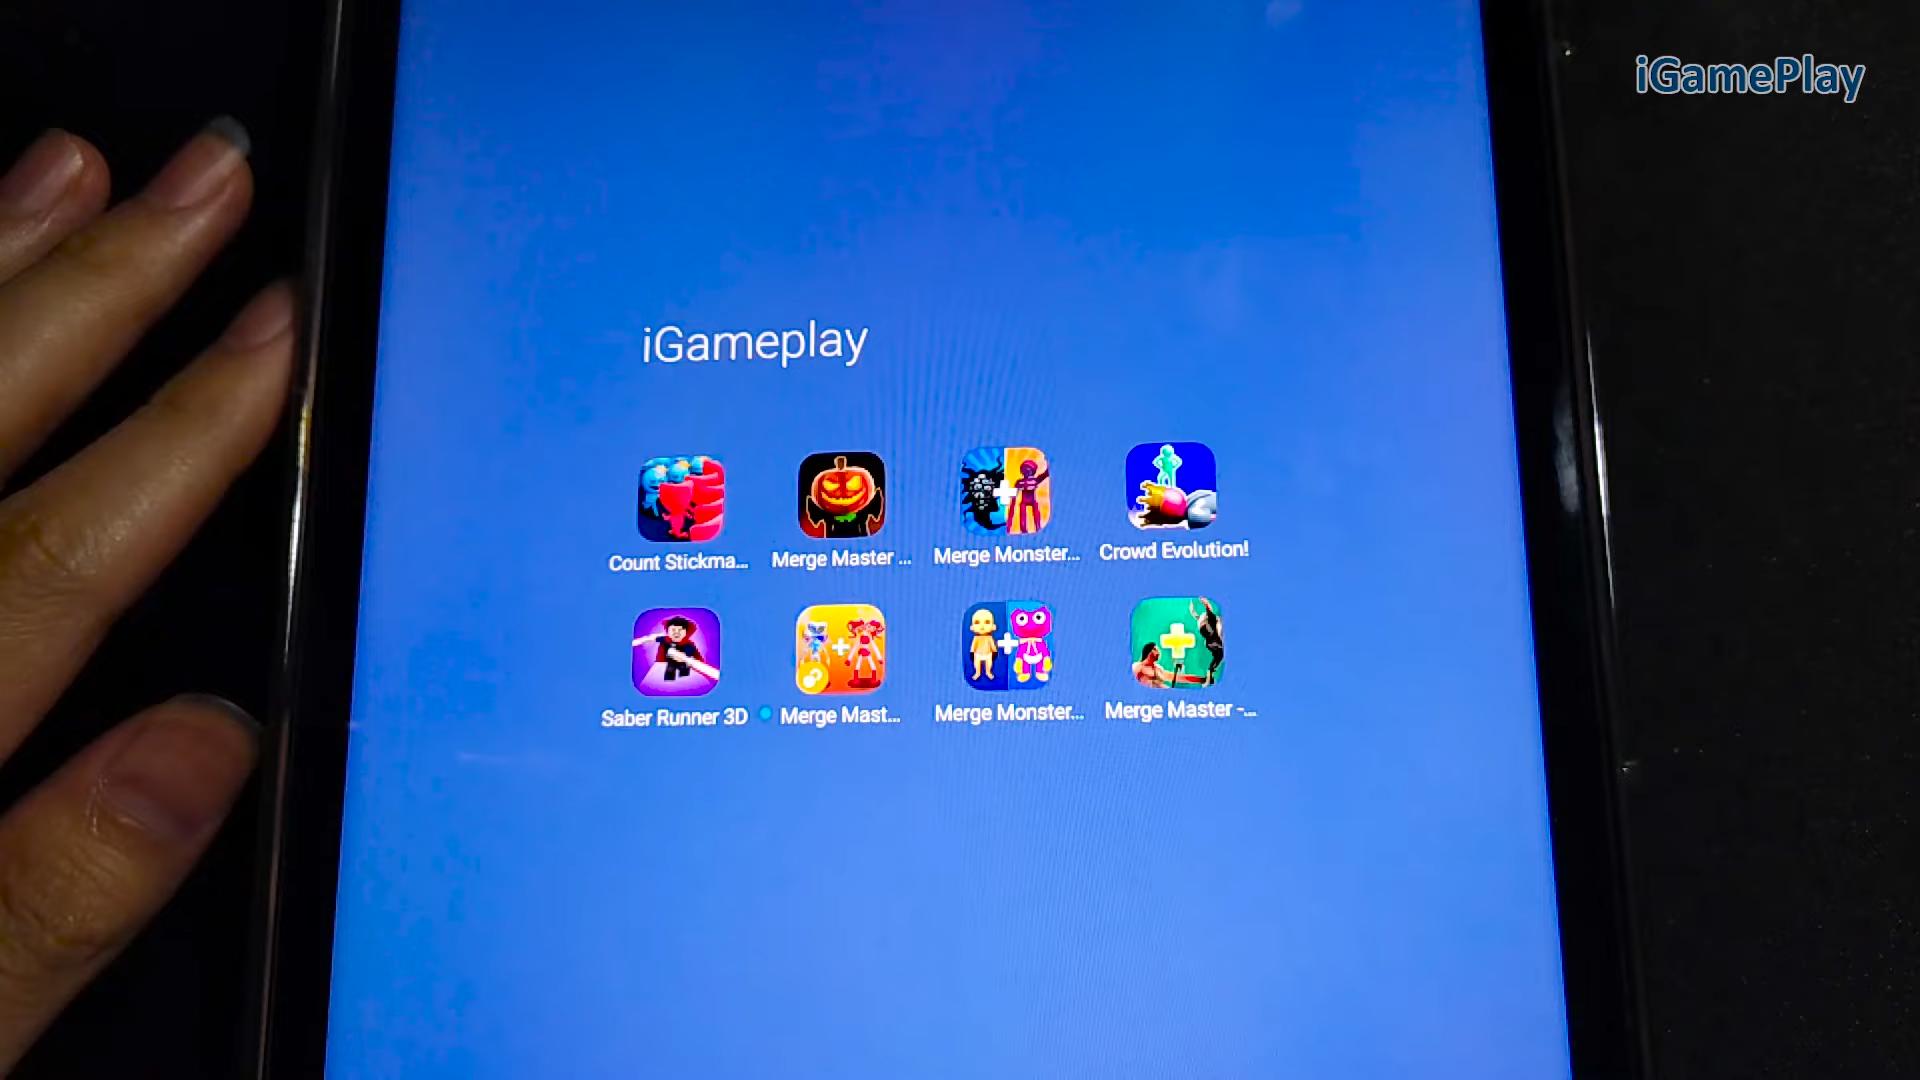 iGamePlay
iGameplay
Count Stickma...
Merge Master ...
Merge Monster...
Crowd Evolution!
Saber Runner 3D
Merge Mast...
Merge Monster...
Merge Master -...